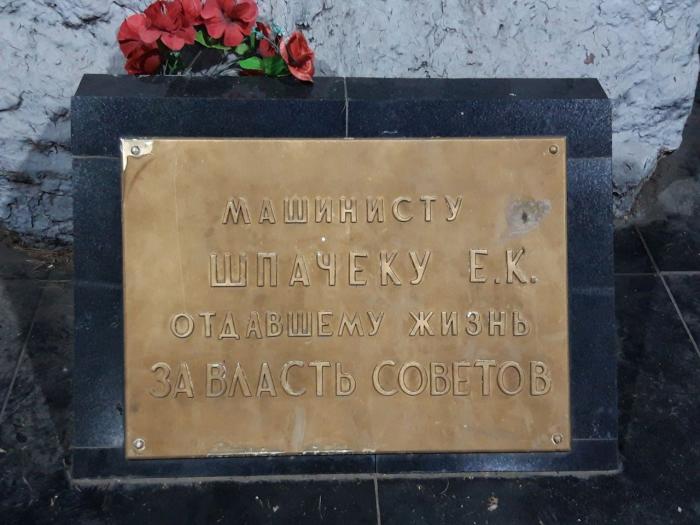 МАШИНИСТУ
ШПАЧЕКУ Е.К.
ОТДАВШЕМУ ЖИЗНЬ
ЗА ВЛАСТЬ СОВЕТОВ